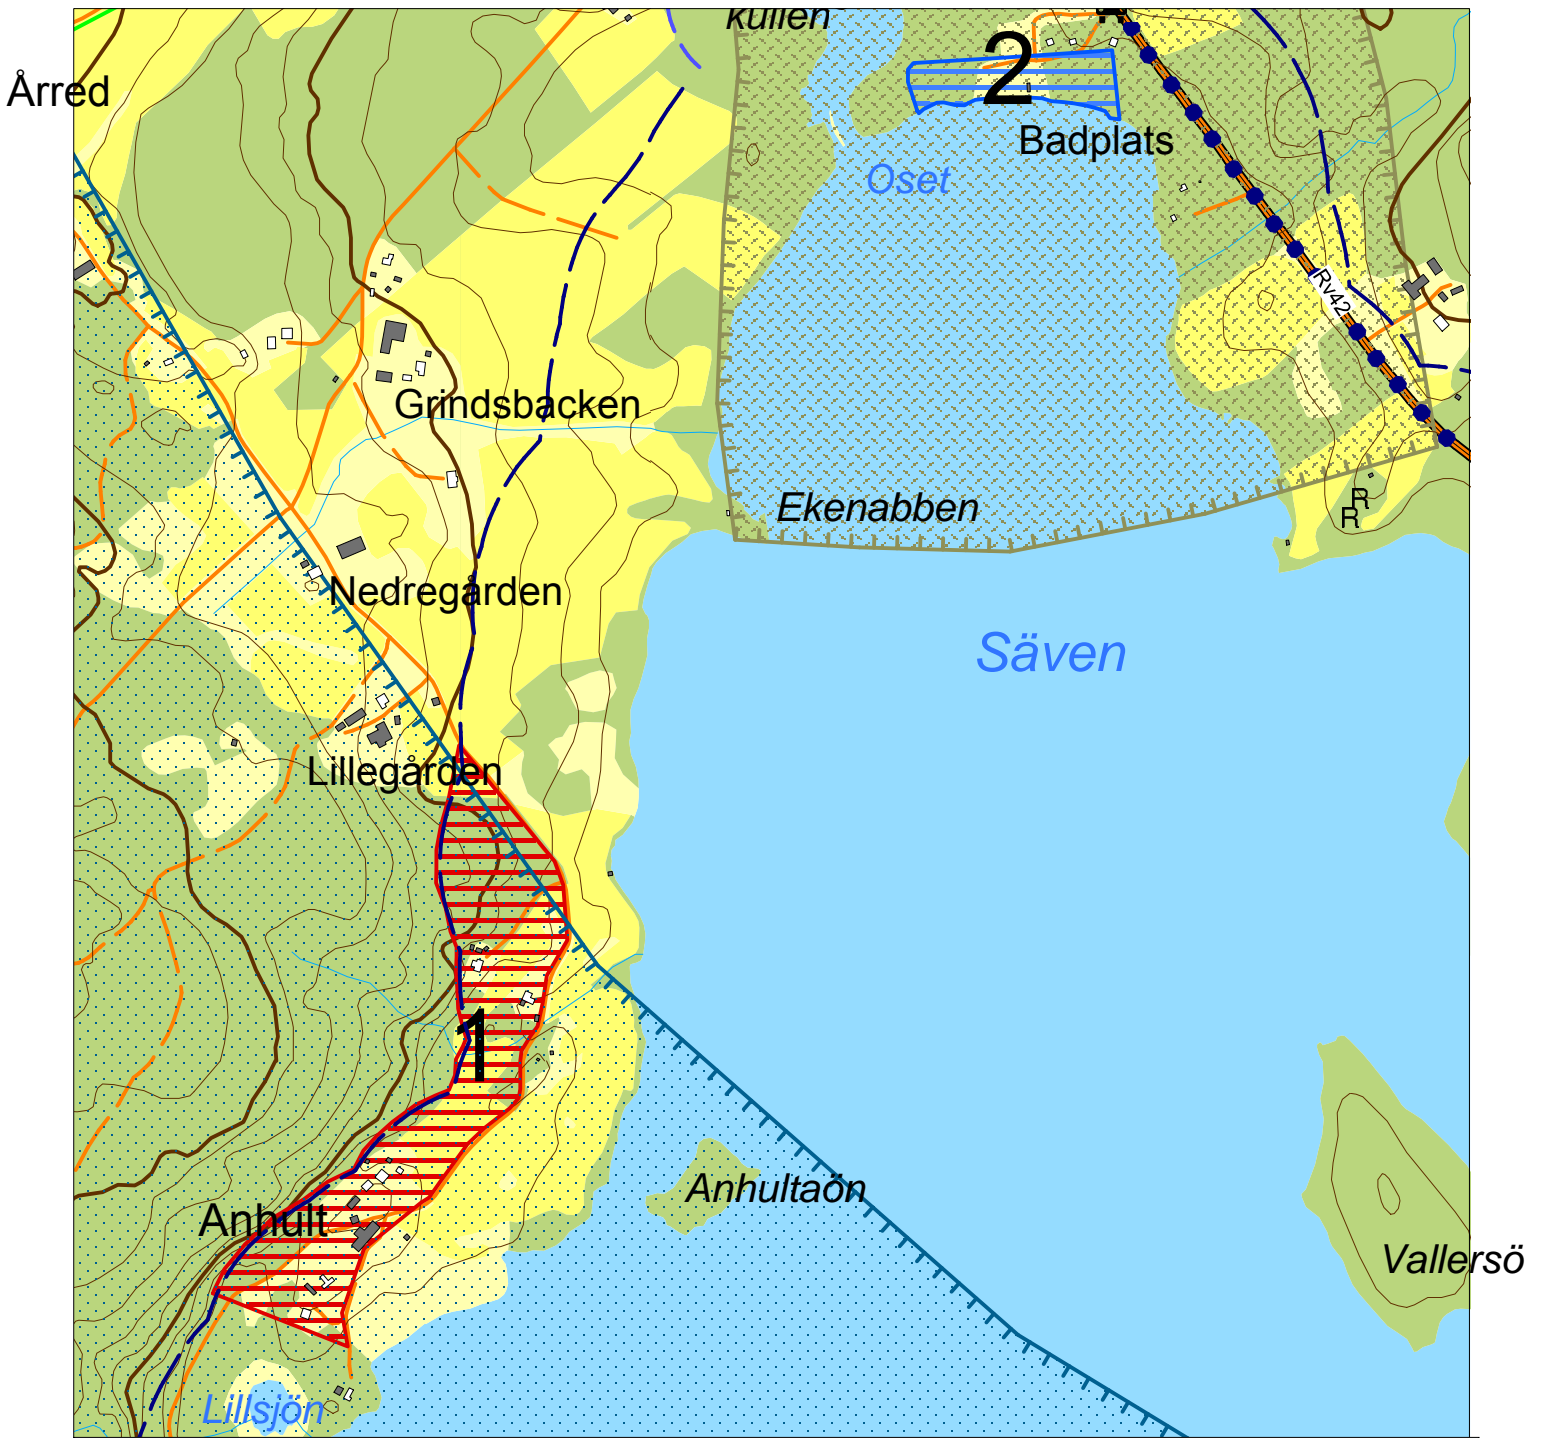 kullen
2
Årred
Badplats
Oset
Rv42
Grindsbacken
Ekenabben
R
R
Nedregården
Säven
Lillegården
1
Anhultaön
Anhult
Vallersö
Lillsjön